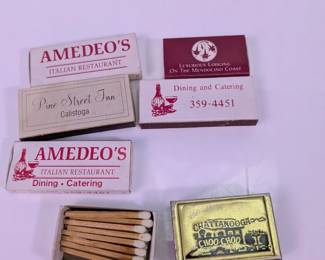 AMEDEO'S
ITALIAN RESTAURANT
LUXURIOUS LODGING
ON THE MENDOCINO COAST
Pine Street Inn
Calistoga
Dining and Catering
359-4451
AMEDEO'S
ITALIAN RESTAURANT
Dining • Catering
CHATTANOOGA
CHOO CHOO